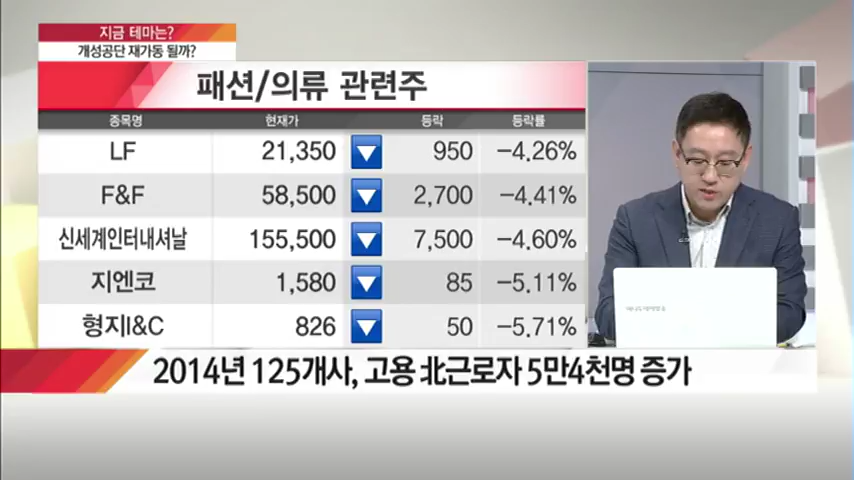 지금 테마는?
개성공단 재가동 될까?
패션/의류 관련주
종목명 현재가 등락 등락률
LF 21,350 ▼ 950 -4.26%
F&F 58,500 ▼ 2,700 -4.41%
신세계인터내셔날 155,500 ▼ 7,500 -4.60%
지엔코 1,580 ▼ 85 -5.11%
형지I&C 826 ▼ 50 -5.71%
2014년 125개사, 고용 北근로자 5만4천명 증가